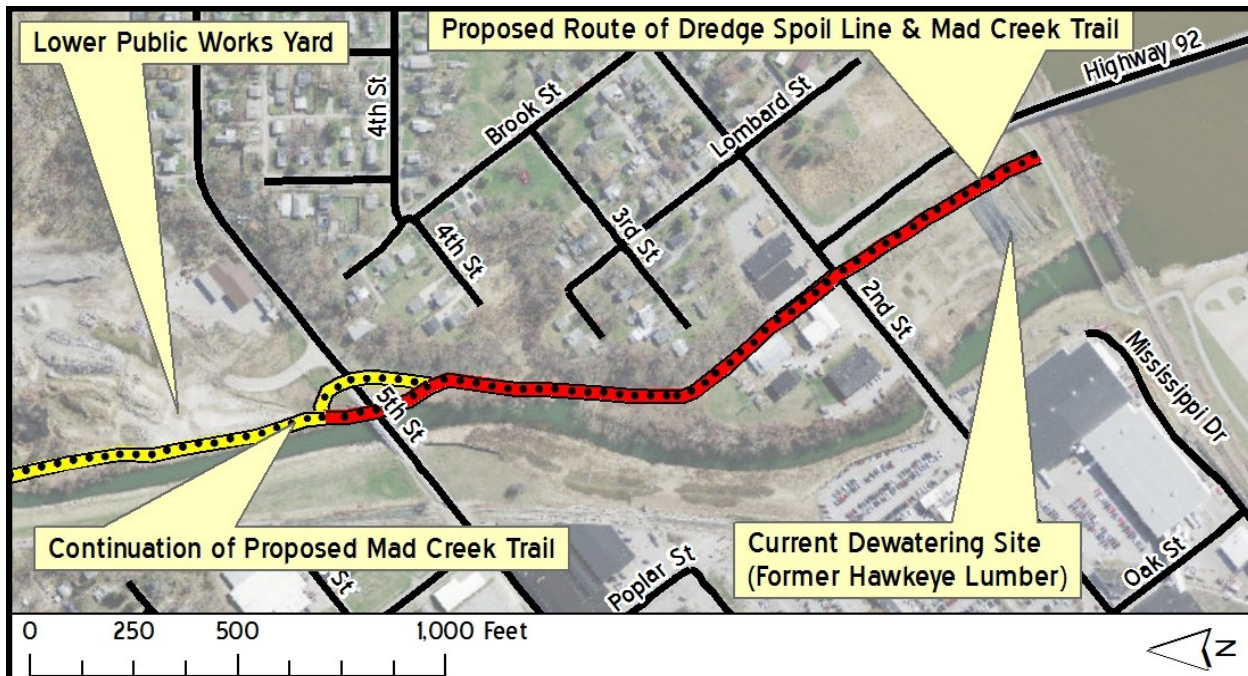 Lower Public Works Yard
Proposed Route of Dredge Spoil Line & Mad Creek Trail
Highway 92
4th St
Brook St
Lombard St
4th St
3rd St
2nd St
5th St
Mississippi Dr
Continuation of Proposed Mad Creek Trail
Current Dewatering Site
(Former Hawkeye Lumber)
St
Poplar St
Oak St
0 250 500 1,000 Feet
N